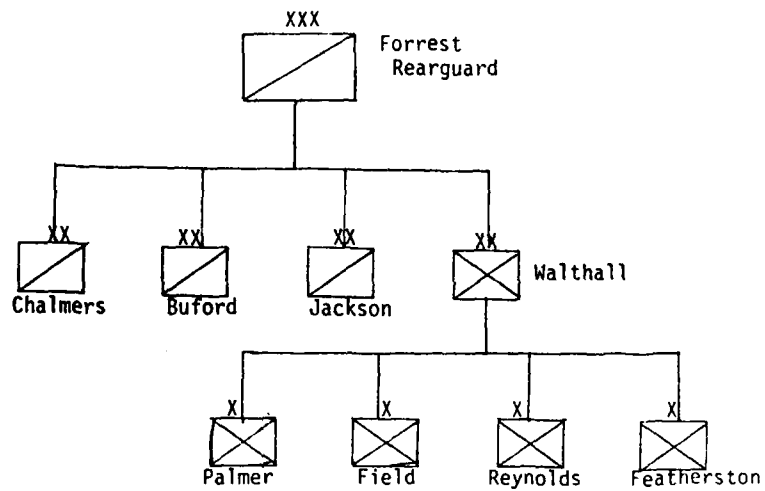 XXX
Forrest
Rearguard
XX XX XX XX
Walthall
Chalmers Buford Jackson
X X X X
Palmer Field Reynolds Featherston